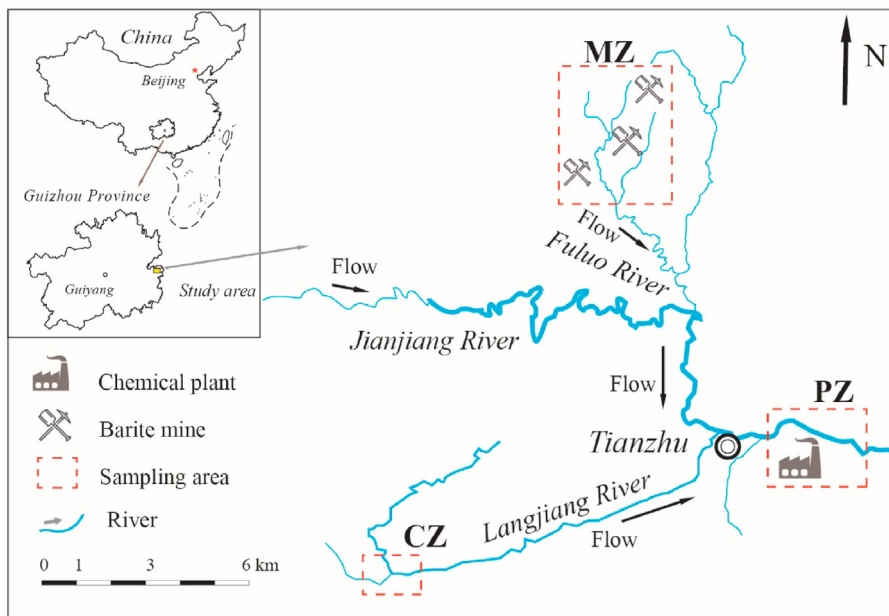 China
Beijing
Guizhou Province
Guiyang
Study area
MZ
N
Flow
Fuluo River
Flow
Jianjiang River
Flow
PZ
Tianzhu
Langjiang River
Flow
CZ
Chemical plant
Barite mine
Sampling area
River
0 1 3 6 km